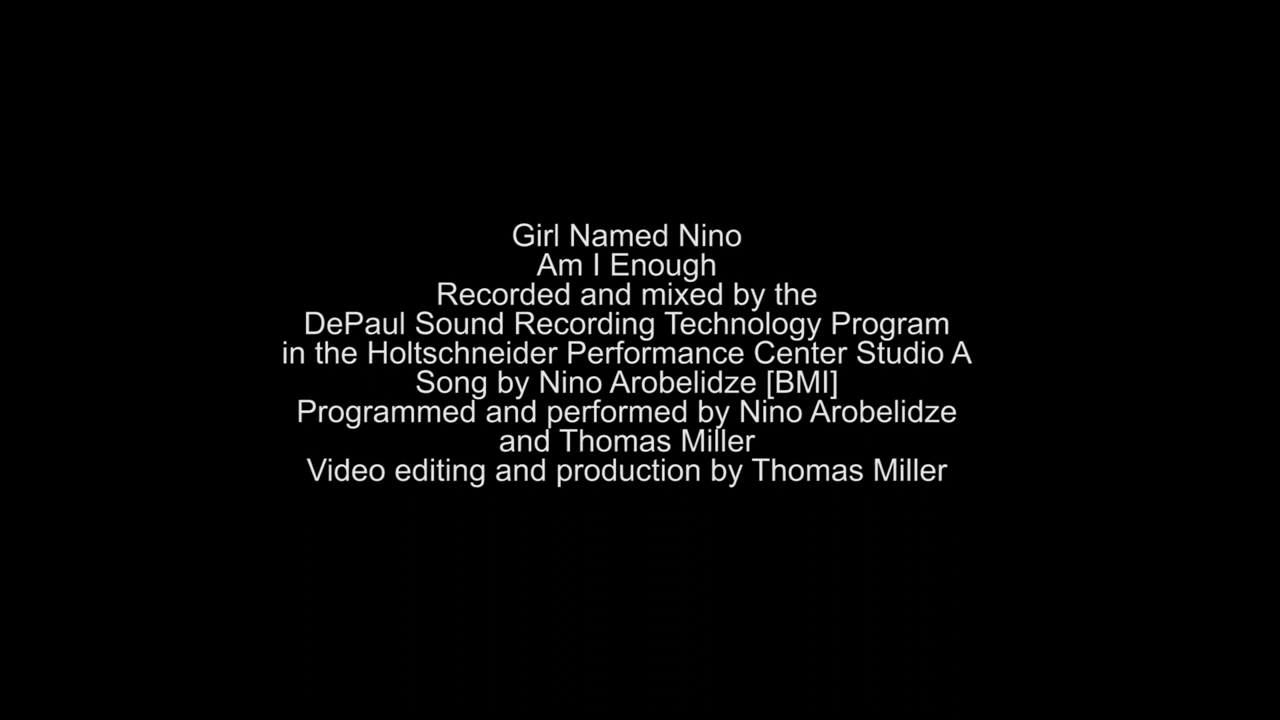 Girl Named Nino
Am I Enough
Recorded and mixed by the
DePaul Sound Recording Technology Program
in the Holtschneider Performance Center Studio A
Song by Nino Arobelidze [BMI]
Programmed and performed by Nino Arobelidze
and Thomas Miller
Video editing and production by Thomas Miller